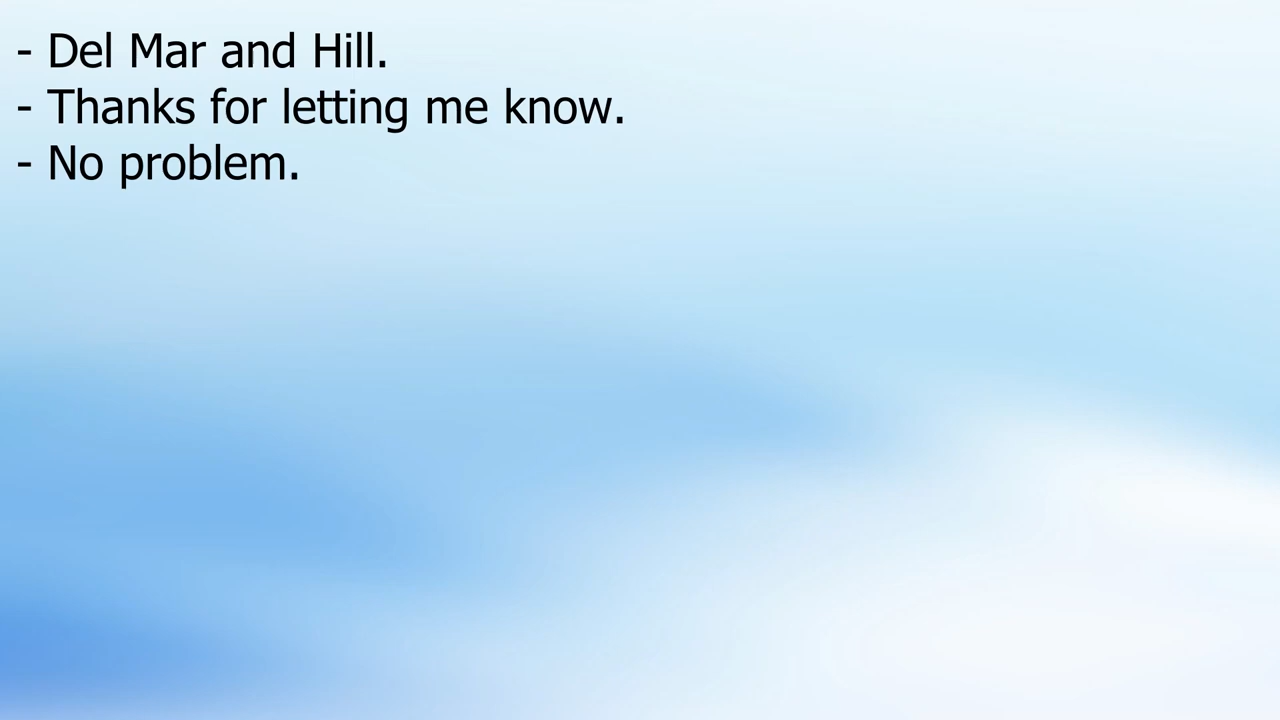 - Del Mar and Hill.
- Thanks for letting me know.
- No problem.